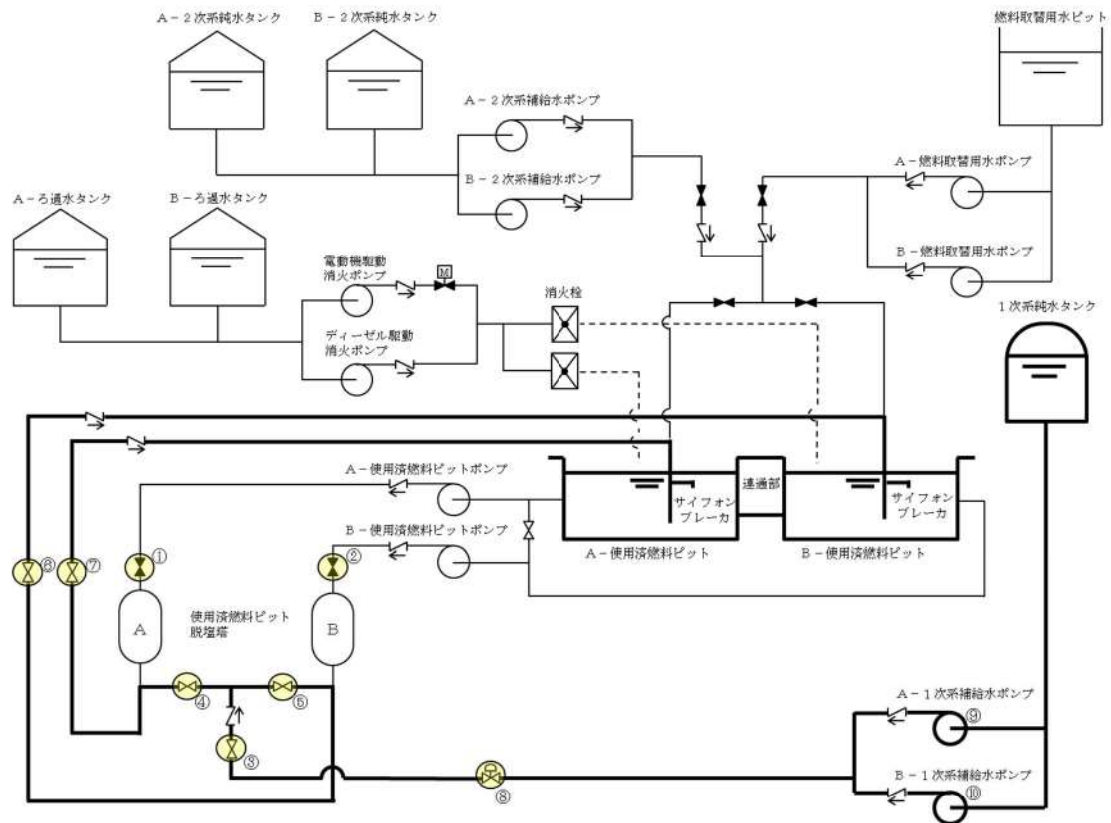 A－2次系純水タンク
B－2次系純水タンク
燃料取替用水ピット
A－2次系補給水ポンプ
A－燃料取替用水ポンプ
B－2次系補給水ポンプ
A－ろ過水タンク
B－ろ過水タンク
B－燃料取替用水ポンプ
電動機駆動
消火ポンプ
M
消火栓
1次系純水タンク
ディーゼル駆動
消火ポンプ
A－使用済燃料ピットポンプ
連通部
サイフォン
ブレーカ
サイフォン
ブレーカ
B－使用済燃料ピットポンプ
A－使用済燃料ピット
B－使用済燃料ピット
⑥
⑦
①
②
使用済燃料ピット
脱塩塔
A
B
④
⑤
③
⑧
A－1次系補給水ポンプ
⑨
B－1次系補給水ポンプ
⑩